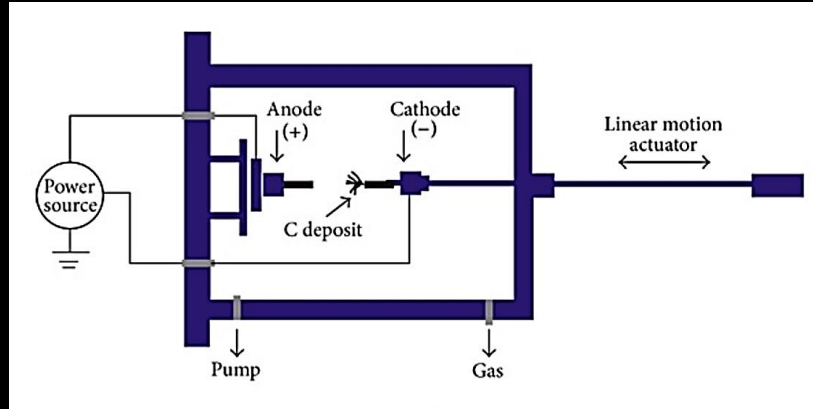 Anode
(+)
Cathode
(−)
Linear motion
actuator
Power
source
C deposit
Pump
Gas